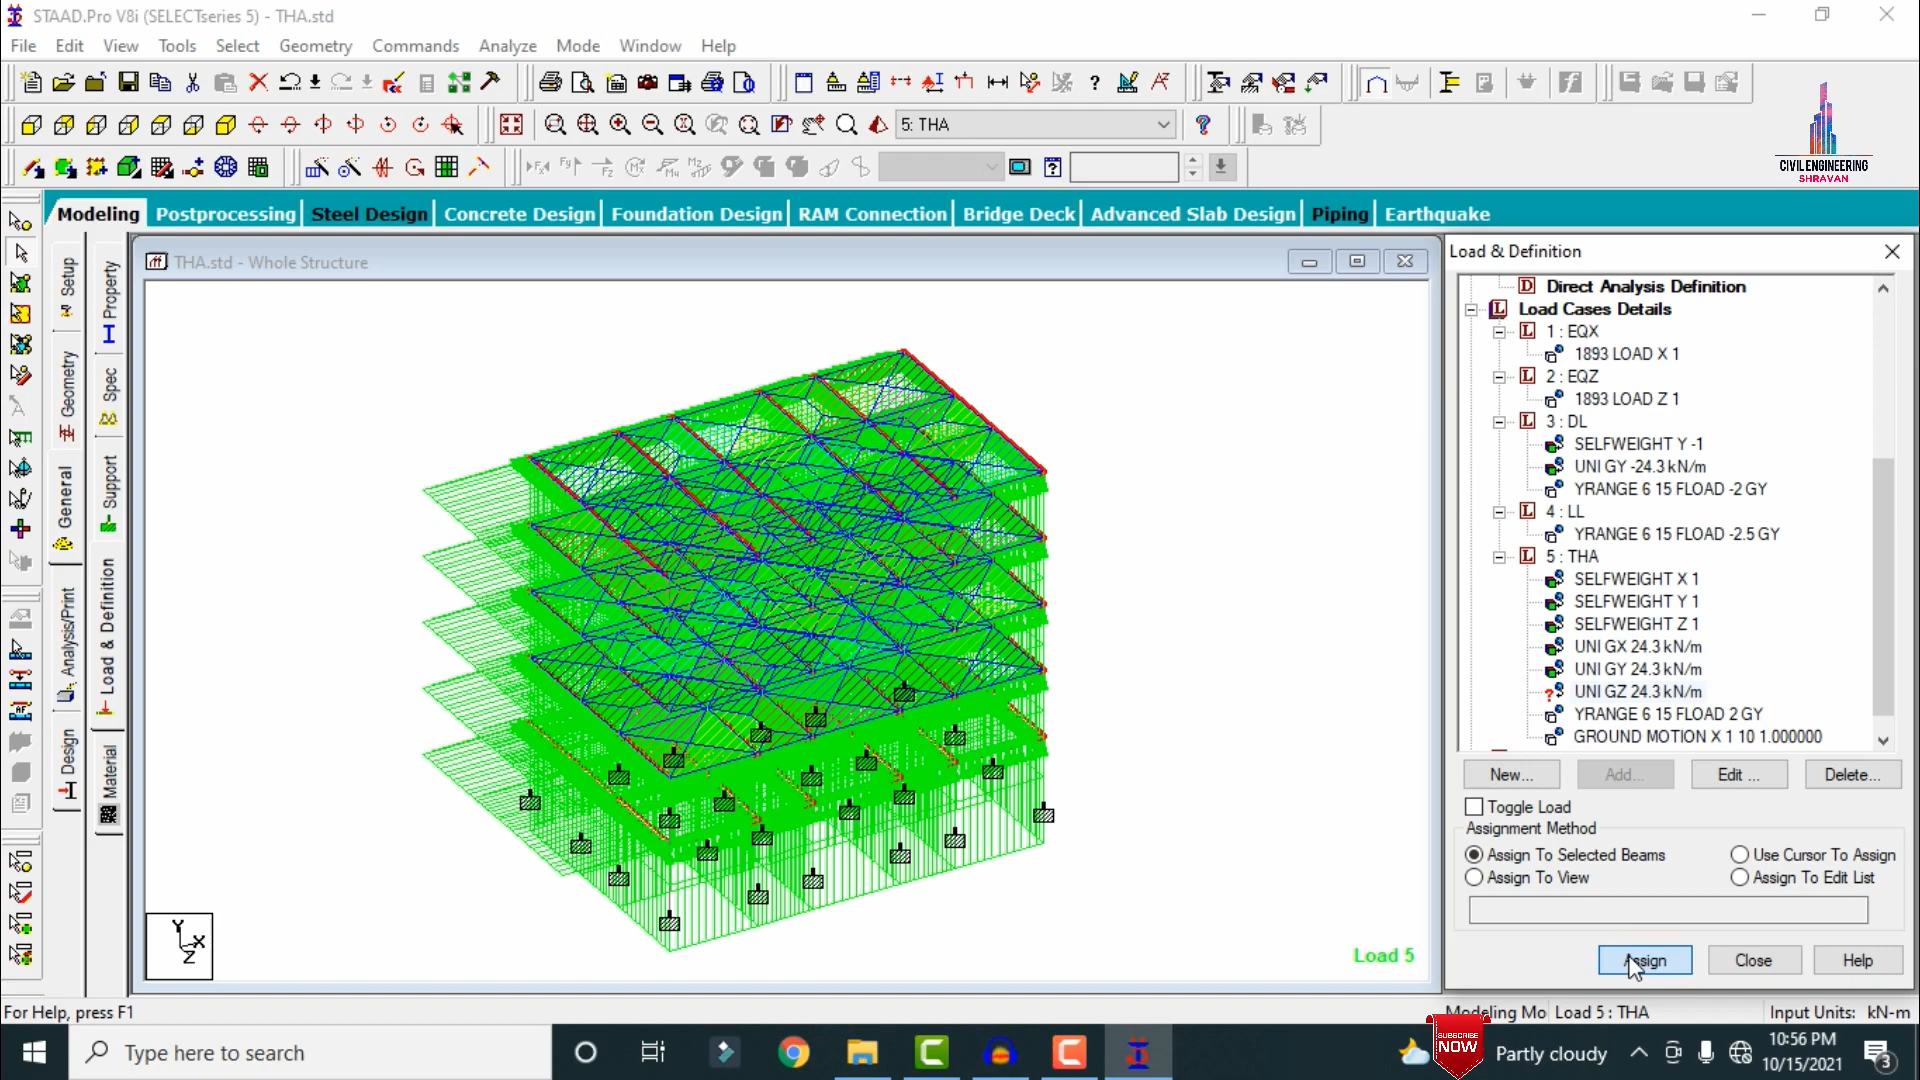 STAAD.Pro V8i (SELECTseries 5) - THA.std
File Edit View Tools Select Geometry Commands Analyze Mode Window Help
5: THA
CIVIL ENGINEERING
SHRAVAN
Modeling Postprocessing Steel Design Concrete Design Foundation Design RAM Connection Bridge Deck Advanced Slab Design Piping Earthquake
Setup
Geometry
General
Analysis/Print
Design
Property
Spec
Support
Load & Definition
Material
THA.std - Whole Structure
Y
X
Z
Load 5
Load & Definition
Direct Analysis Definition
Load Cases Details
1 : EQX
1893 LOAD X 1
2 : EQZ
1893 LOAD Z 1
3 : DL
SELFWEIGHT Y -1
UNI GY -24.3 kN/m
YRANGE 6 15 FLOAD -2 GY
4 : LL
YRANGE 6 15 FLOAD -2.5 GY
5 : THA
SELFWEIGHT X 1
SELFWEIGHT Y 1
SELFWEIGHT Z 1
UNI GX 24.3 kN/m
UNI GY 24.3 kN/m
UNI GZ 24.3 kN/m
YRANGE 6 15 FLOAD 2 GY
GROUND MOTION X 1 10 1.000000
New... Add... Edit ... Delete...
Toggle Load
Assignment Method
Assign To Selected Beams Use Cursor To Assign
Assign To View Assign To Edit List
Assign Close Help
For Help, press F1
Modeling Mo Load 5 : THA Input Units: kN-m
Type here to search
SUBSCRIBE
NOW
Partly cloudy
10:56 PM
10/15/2021
3